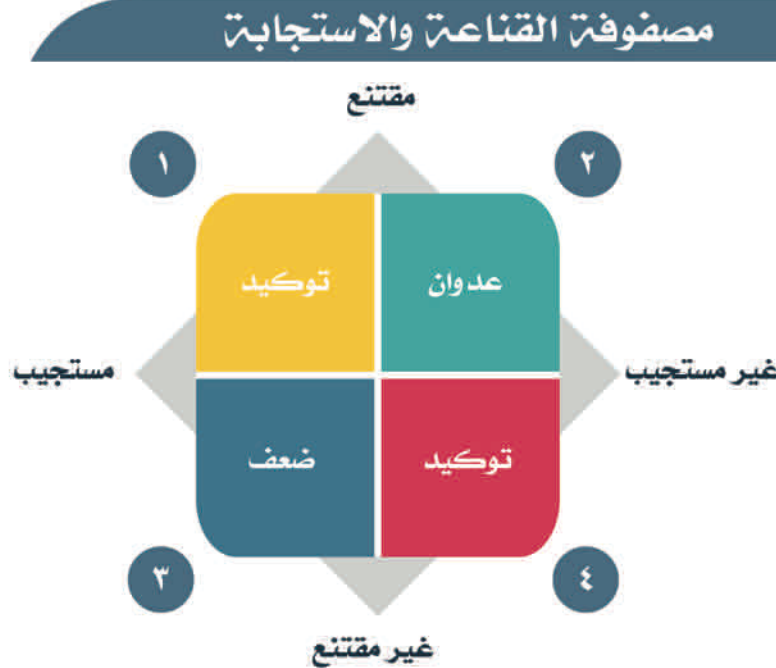 مصفوفة القناعة والاستجابة
مقتنع
١
٢
توكيد
عدوان
مستجيب
غير مستجيب
ضعف
توكيد
٣
٤
غير مقتنع